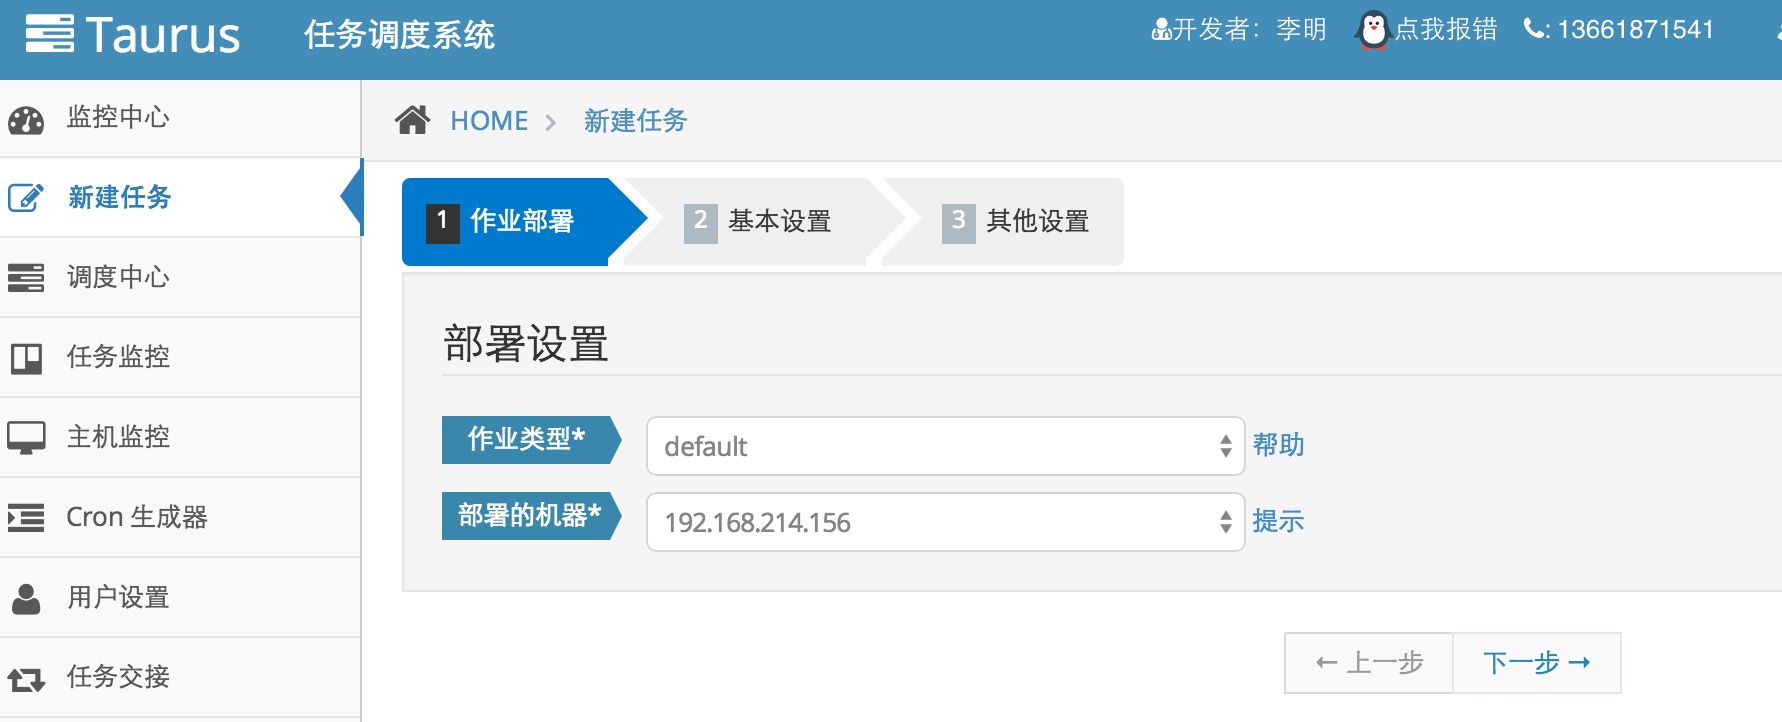 Taurus 任务调度系统 开发者：李明 点我报错 : 13661871541
监控中心
新建任务
调度中心
任务监控
主机监控
Cron 生成器
用户设置
任务交接
HOME 新建任务
1 作业部署 2 基本设置 3 其他设置
部署设置
作业类型* default 帮助
部署的机器* 192.168.214.156 提示
← 上一步 下一步 →